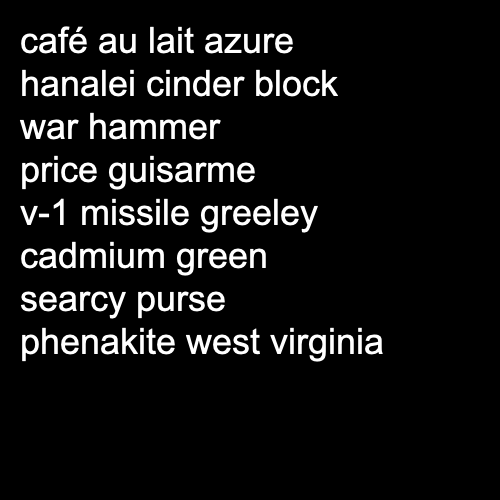 café au lait azure
hanalei cinder block
war hammer
price guisarme
v-1 missile greeley
cadmium green
searcy purse
phenakite west virginia